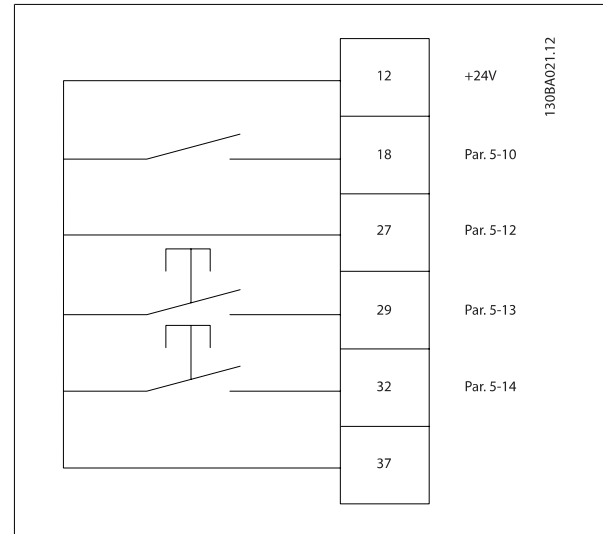 12 +24V
18 Par. 5-10
27 Par. 5-12
29 Par. 5-13
32 Par. 5-14
37
130BA021.12